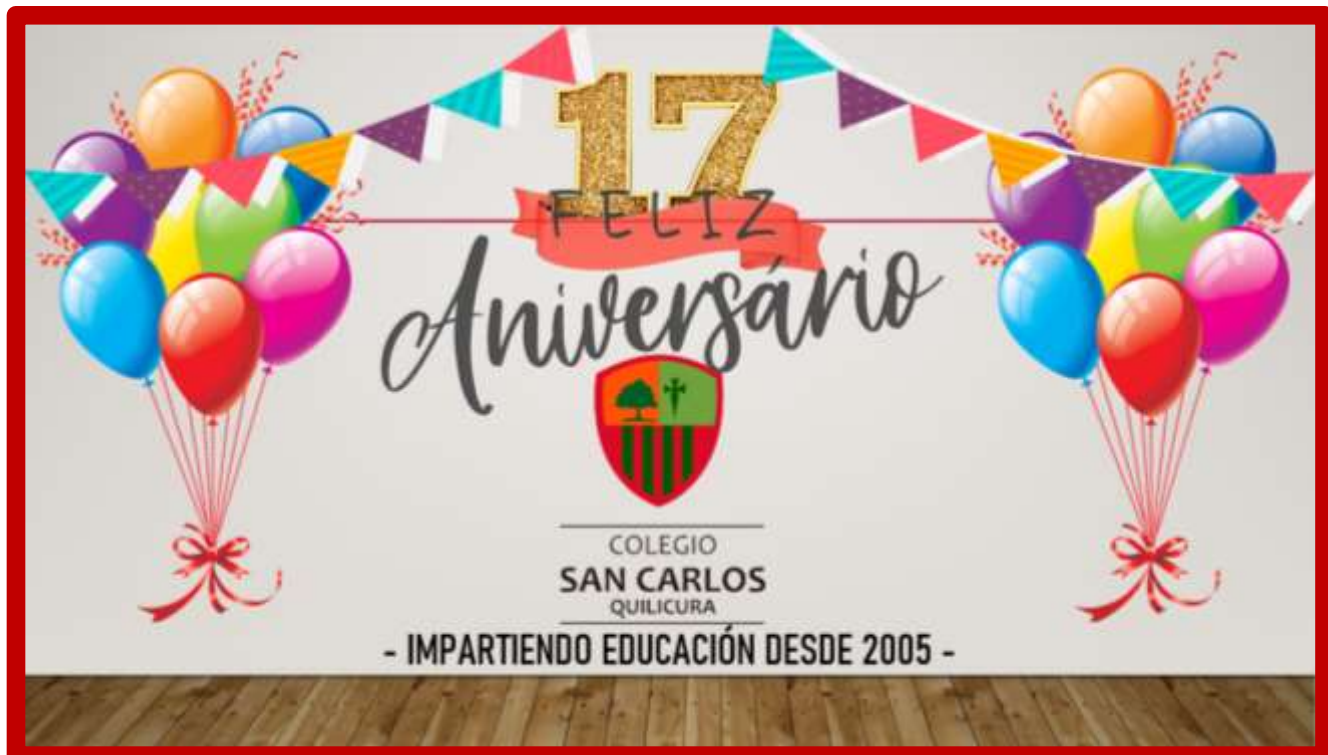 17
FELIZ
Aniversário
COLEGIO
SAN CARLOS
QUILICURA
- IMPARTIENDO EDUCACIÓN DESDE 2005 -